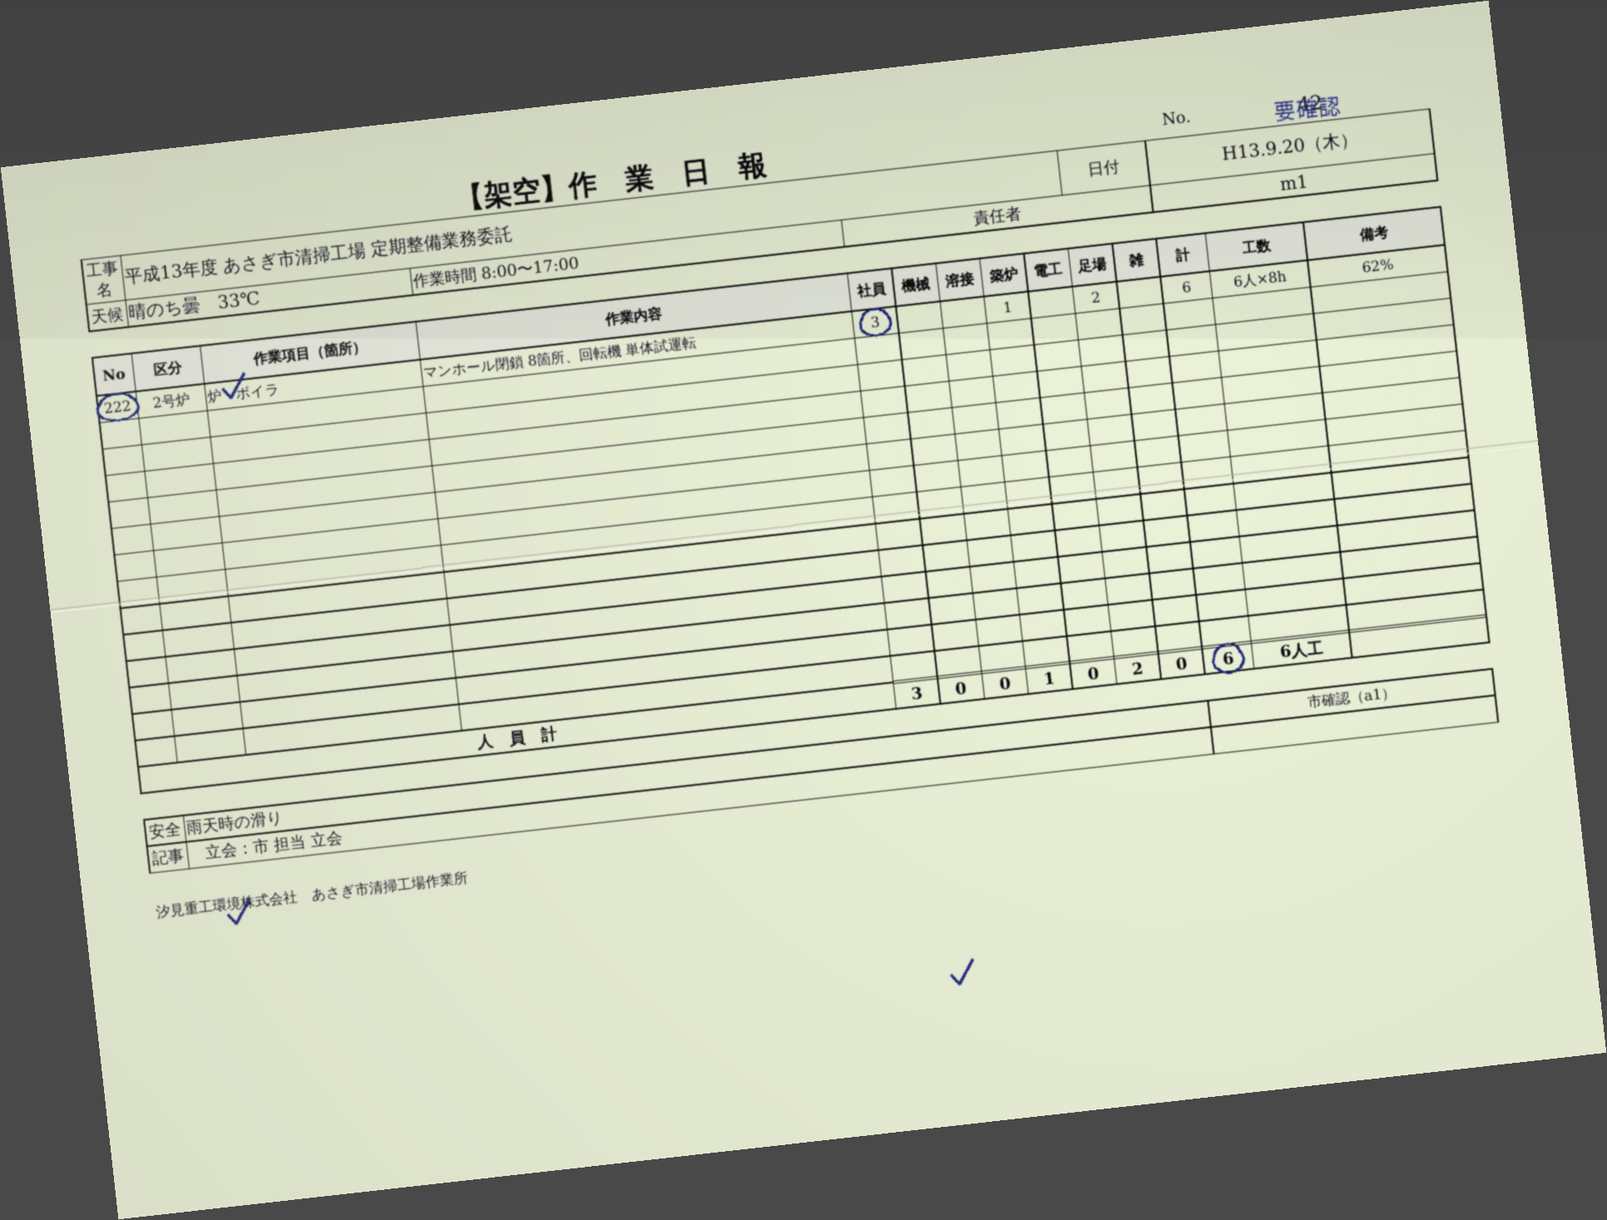 No. 42
要確認
【架空】作 業 日 報
工事名 平成13年度 あさぎ市清掃工場 定期整備業務委託 日付 H13.9.20（木）
天候 晴のち曇 33℃ 作業時間 8:00〜17:00 責任者 m1
No 区分 作業項目（箇所） 作業内容 社員 機械 溶接 築炉 電工 足場 雑 計 工数 備考
222 2号炉 炉・ボイラ マンホール閉鎖 8箇所、回転機 単体試運転 3 1 2 6 6人×8h 62%
人 員 計 3 0 0 1 0 2 0 6 6人工
安全 雨天時の滑り 市確認（a1）
記事 立会：市 担当 立会
汐見重工環境株式会社 あさぎ市清掃工場作業所